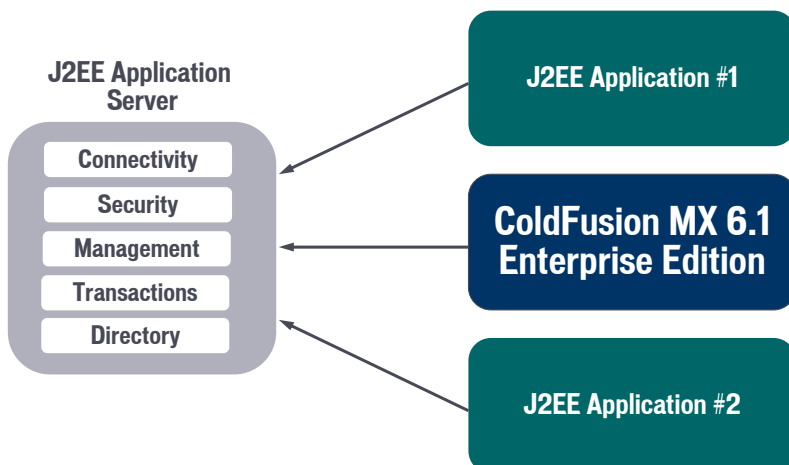 J2EE Application
Server
Connectivity
Security
Management
Transactions
Directory
J2EE Application #1
ColdFusion MX 6.1
Enterprise Edition
J2EE Application #2